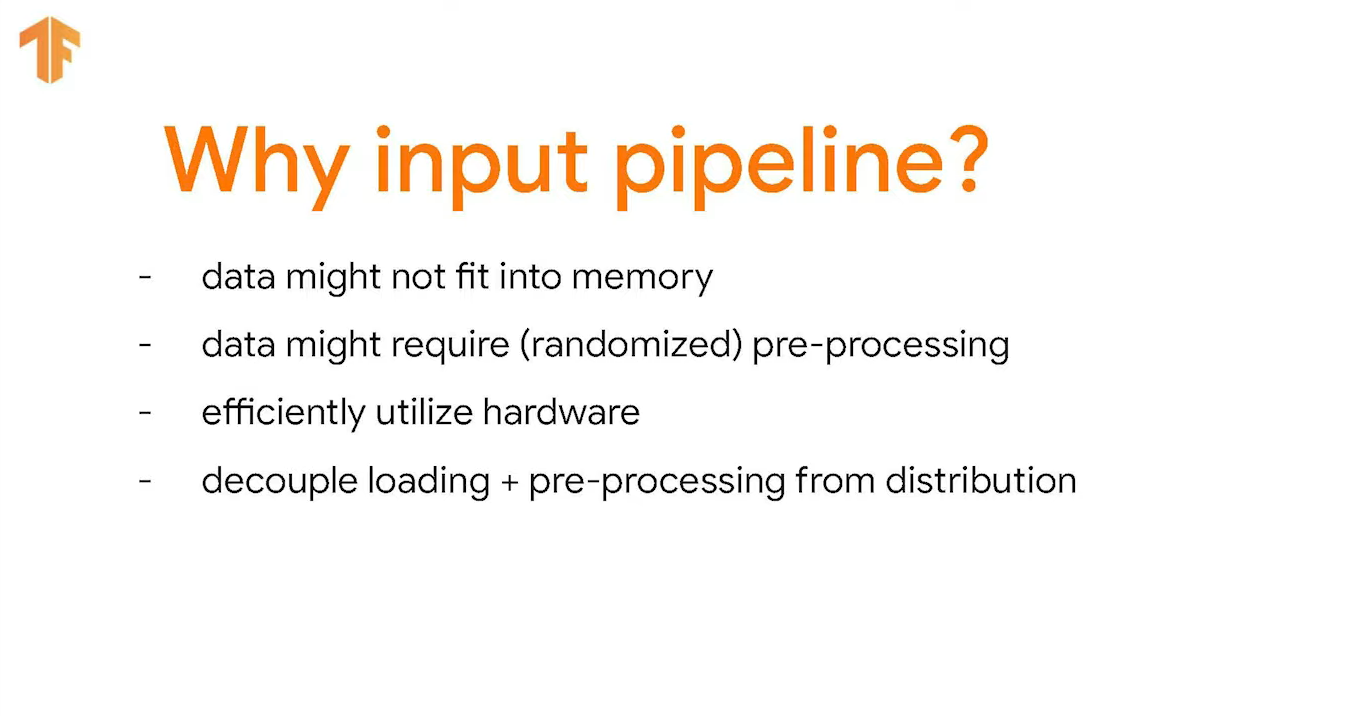 Why input pipeline?
- data might not fit into memory
- data might require (randomized) pre-processing
- efficiently utilize hardware
- decouple loading + pre-processing from distribution